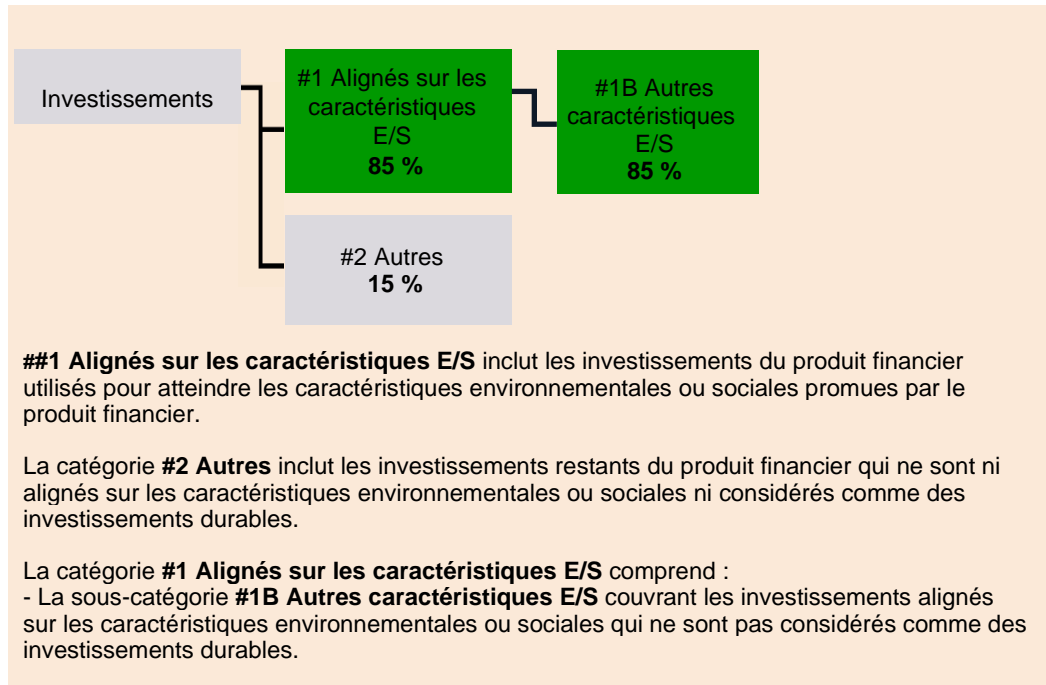 Investissements
#1 Alignés sur les
caractéristiques
E/S
85 %
#1B Autres
caractéristiques
E/S
85 %
#2 Autres
15 %
##1 Alignés sur les caractéristiques E/S inclut les investissements du produit financier
utilisés pour atteindre les caractéristiques environnementales ou sociales promues par le
produit financier.
La catégorie #2 Autres inclut les investissements restants du produit financier qui ne sont ni
alignés sur les caractéristiques environnementales ou sociales ni considérés comme des
investissements durables.
La catégorie #1 Alignés sur les caractéristiques E/S comprend :
- La sous-catégorie #1B Autres caractéristiques E/S couvrant les investissements alignés
sur les caractéristiques environnementales ou sociales qui ne sont pas considérés comme des
investissements durables.